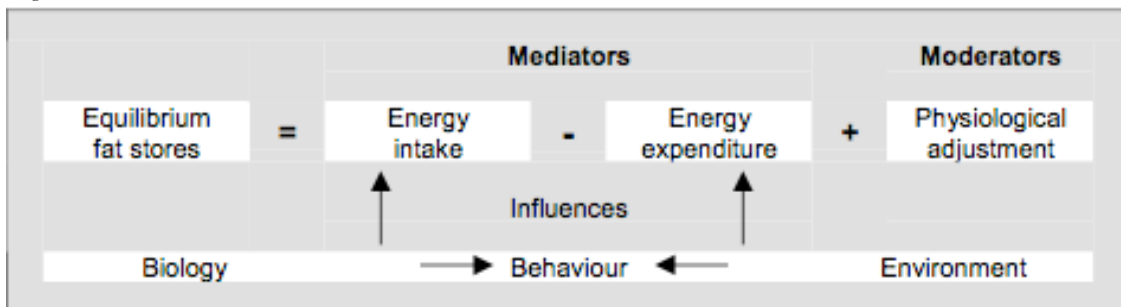 Mediators Moderators
Equilibrium fat stores = Energy intake - Energy expenditure + Physiological adjustment
Influences
Biology Behaviour Environment